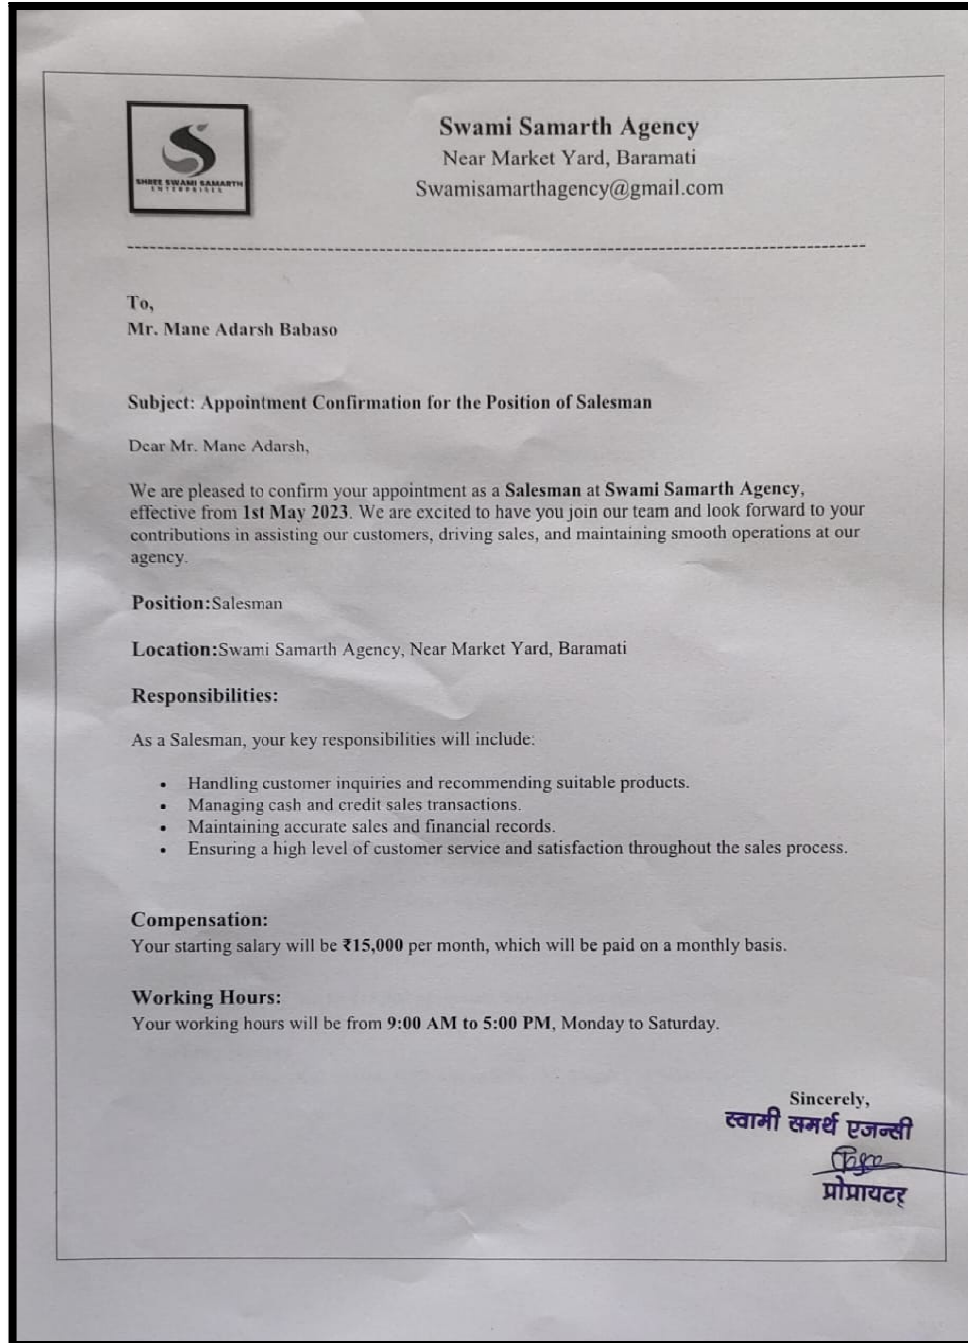 SHREE SWAMI SAMARTH
ENTERPRISES
Swami Samarth Agency
Near Market Yard, Baramati
Swamisamarthagency@gmail.com
To,
Mr. Mane Adarsh Babaso
Subject: Appointment Confirmation for the Position of Salesman
Dear Mr. Mane Adarsh,
We are pleased to confirm your appointment as a Salesman at Swami Samarth Agency,
effective from 1st May 2023. We are excited to have you join our team and look forward to your
contributions in assisting our customers, driving sales, and maintaining smooth operations at our
agency.
Position:Salesman
Location:Swami Samarth Agency, Near Market Yard, Baramati
Responsibilities:
As a Salesman, your key responsibilities will include:
• Handling customer inquiries and recommending suitable products.
• Managing cash and credit sales transactions.
• Maintaining accurate sales and financial records.
• Ensuring a high level of customer service and satisfaction throughout the sales process.
Compensation:
Your starting salary will be ₹15,000 per month, which will be paid on a monthly basis.
Working Hours:
Your working hours will be from 9:00 AM to 5:00 PM, Monday to Saturday.
Sincerely,
स्वामी समर्थ एजन्सी
प्रोप्रायटर्